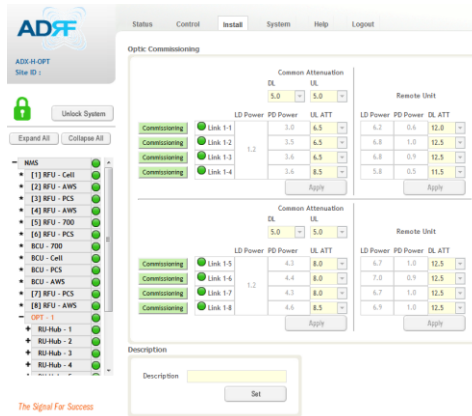 ADRF
Status Control Install System Help Logout
Optic Commissioning
ADX-H-OPT
Site ID :
Unlock System
Expand All Collapse All
NMS
[1] RFU - Cell
[2] RFU - AWS
[3] RFU - PCS
[4] RFU - AWS
[5] RFU - 700
[6] RFU - PCS
BCU - 700
BCU - Cell
BCU - PCS
BCU - AWS
[7] RFU - PCS
[8] RFU - AWS
OPT - 1
RU-Hub - 1
RU-Hub - 2
RU-Hub - 3
RU-Hub - 4
The Signal For Success
Common Attenuation
DL UL
5.0 5.0 Remote Unit
LD Power PD Power UL ATT LD Power PD Power DL ATT
Commissioning Link 1-1 3.0 6.5 6.2 0.6 12.0
Commissioning Link 1-2 3.5 6.5 6.8 1.0 12.5
1.2
Commissioning Link 1-3 3.6 6.5 6.8 0.9 12.5
Commissioning Link 1-4 3.6 8.5 5.8 0.5 11.5
Apply Apply
Common Attenuation
DL UL
5.0 5.0 Remote Unit
LD Power PD Power UL ATT LD Power PD Power DL ATT
Commissioning Link 1-5 4.3 8.0 6.7 1.0 12.5
Commissioning Link 1-6 4.4 8.0 7.0 0.9 12.5
1.2
Commissioning Link 1-7 4.3 8.0 6.7 1.0 12.5
Commissioning Link 1-8 4.6 8.5 6.9 1.0 12.5
Apply Apply
Description
Description
Set